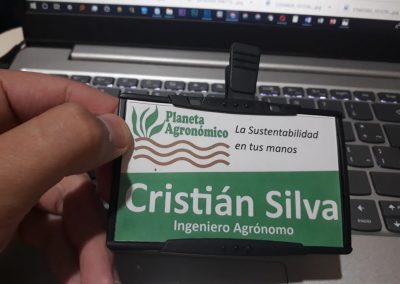 Planeta
Agronómico
La Sustentabilidad
en tus manos
Cristián Silva
Ingeniero Agrónomo